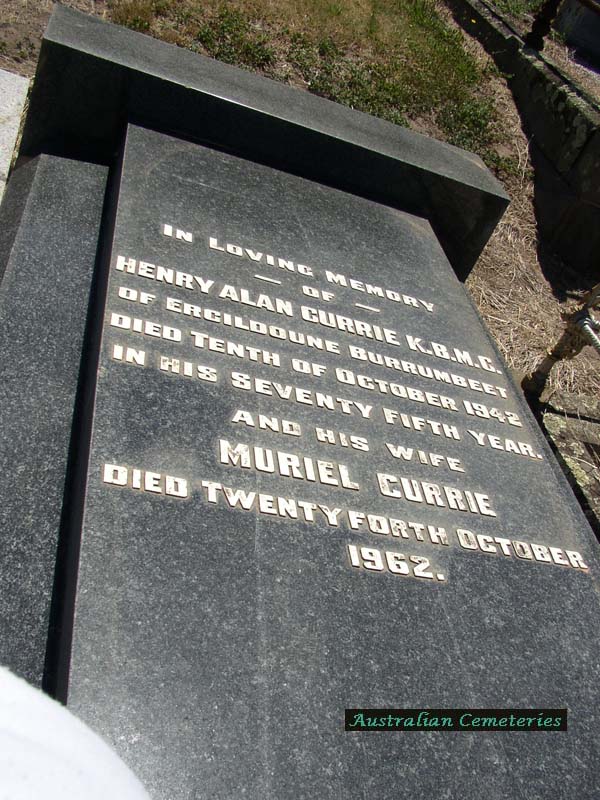 IN LOVING MEMORY
— OF —
HENRY ALAN CURRIE K.B.M.C.
OF ERCILDOUNE BURRUMBEET
DIED TENTH OF OCTOBER 1942
IN HIS SEVENTY FIFTH YEAR.
AND HIS WIFE
MURIEL CURRIE
DIED TWENTY FORTH OCTOBER
1962.
Australian Cemeteries